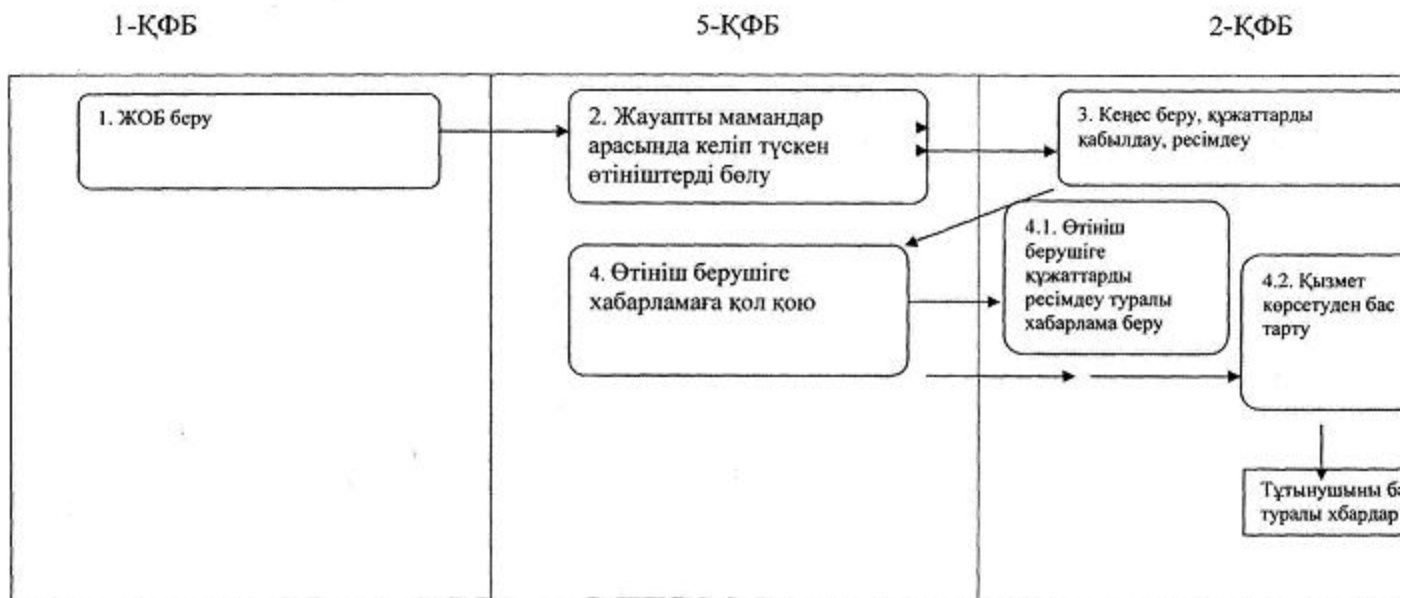 1-ҚФБ
5-ҚФБ
2-ҚФБ
1. ЖОБ беру
2. Жауапты мамандар
арасында келіп түскен
өтініштерді бөлу
3. Кеңес беру, құжаттарды
қабылдау, ресімдеу
4. Өтініш берушіге
хабарламаға қол қою
4.1. Өтініш
берушіге
құжаттарды
ресімдеу туралы
хабарлама беру
4.2. Қызмет
көрсетуден бас
тарту
Тұтынушыны
туралы хбардар